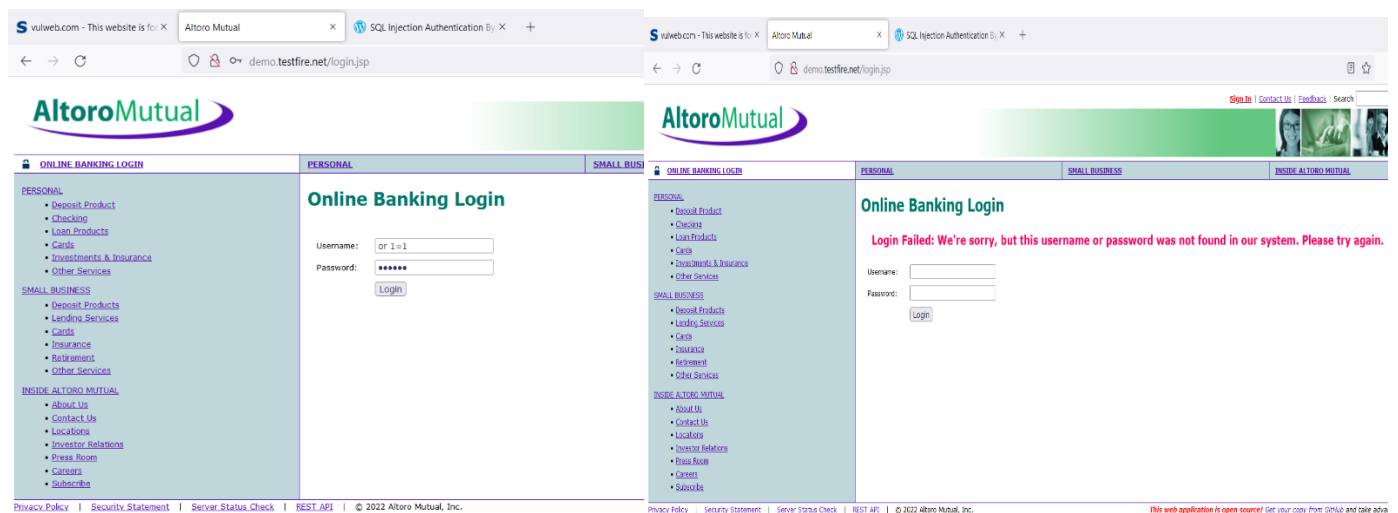 vulweb.com - This website is for
Altoro Mutual
SQL Injection Authentication By
demo.testfire.net/login.jsp
AltoroMutual
ONLINE BANKING LOGIN
PERSONAL
SMALL BUSI
PERSONAL
Deposit Product
Checking
Loan Products
Cards
Investments & Insurance
Other Services
SMALL BUSINESS
Deposit Products
Lending Services
Cards
Insurance
Retirement
Other Services
INSIDE ALTORO MUTUAL
About Us
Contact Us
Locations
Investor Relations
Press Room
Careers
Subscribe
Online Banking Login
Username: or 1=1
Password: ••••••
Login
Privacy Policy | Security Statement | Server Status Check | REST API | © 2022 Altoro Mutual, Inc.
vulweb.com - This website is for
Altoro Mutual
SQL Injection Authentication By
demo.testfire.net/login.jsp
Sign In | Contact Us | Feedback | Search
AltoroMutual
ONLINE BANKING LOGIN
PERSONAL
SMALL BUSINESS
INSIDE ALTORO MUTUAL
PERSONAL
Deposit Product
Checking
Loan Products
Cards
Investments & Insurance
Other Services
SMALL BUSINESS
Deposit Products
Lending Services
Cards
Insurance
Retirement
Other Services
INSIDE ALTORO MUTUAL
About Us
Contact Us
Locations
Investor Relations
Press Room
Careers
Subscribe
Online Banking Login
Login Failed: We're sorry, but this username or password was not found in our system. Please try again.
Username:
Password:
Login
Privacy Policy | Security Statement | Server Status Check | REST API | © 2022 Altoro Mutual, Inc.
This web application is open source! Get your copy from GitHub and take adva